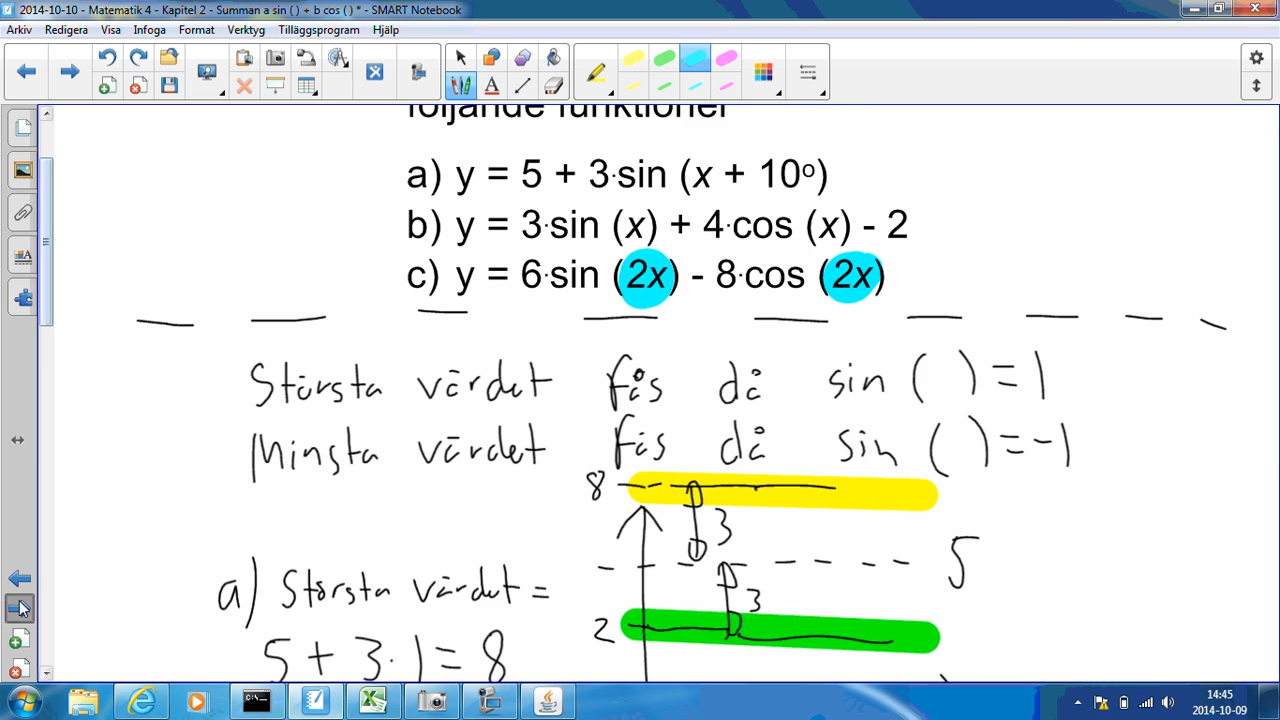 2014-10-10 - Matematik 4 - Kapitel 2 - Summan a sin ( ) + b cos ( ) * - SMART Notebook
Arkiv Redigera Visa Infoga Format Verktyg Tilläggsprogram Hjälp
följande funktioner
a) y = 5 + 3·sin (x + 10°)
b) y = 3·sin (x) + 4·cos (x) - 2
c) y = 6·sin (2x) - 8·cos (2x)
Största värdet fås då sin ( ) = 1
Minsta värdet fås då sin ( ) = -1
8
3
5
a) Största värdet =
3
2
5 + 3·1 = 8
14:45
2014-10-09